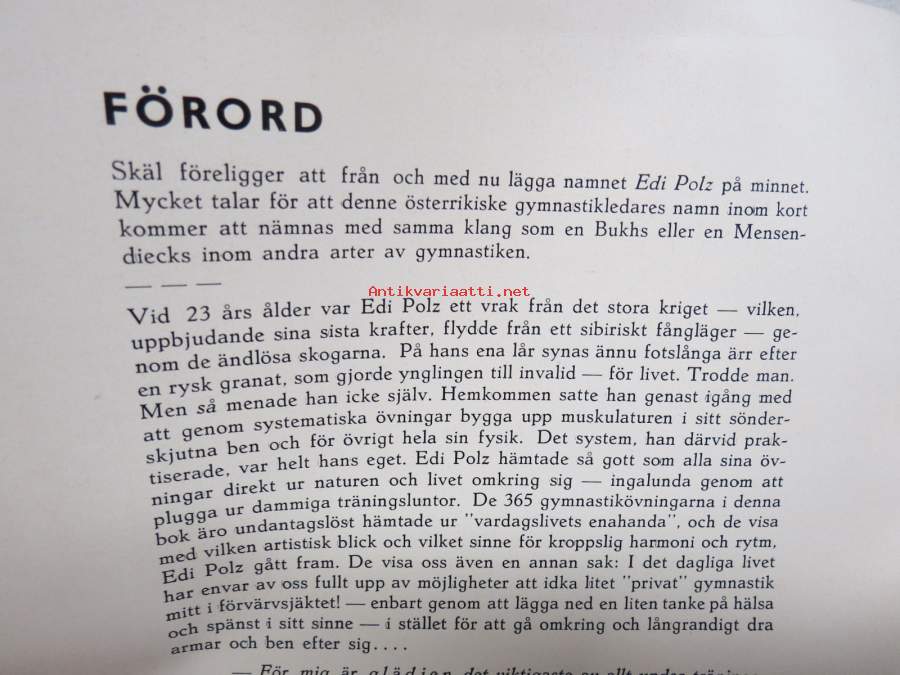 FÖRORD
Skäl föreligger att från och med nu lägga namnet Edi Polz på minnet.
Mycket talar för att denne österrikiske gymnastikledares namn inom kort
kommer att nämnas med samma klang som en Bukhs eller en Mensen-
diecks inom andra arter av gymnastiken.
— — —
Antikvariaatti.net
Vid 23 års ålder var Edi Polz ett vrak från det stora kriget — vilken,
uppbjudande sina sista krafter, flydde från ett sibiriskt fångläger — ge-
nom de ändlösa skogarna. På hans ena lår synas ännu fotslånga ärr efter
en rysk granat, som gjorde ynglingen till invalid — för livet. Trodde man.
Men så menade han icke själv. Hemkommen satte han genast igång med
att genom systematiska övningar bygga upp muskulaturen i sitt sönder-
skjutna ben och för övrigt hela sin fysik. Det system, han därvid prak-
tiserade, var helt hans eget. Edi Polz hämtade så gott som alla sina öv-
ningar direkt ur naturen och livet omkring sig — ingalunda genom att
plugga ur dammiga träningsluntor. De 365 gymnastikövningarna i denna
bok äro undantagslöst hämtade ur "vardagslivets enahanda", och de visa
med vilken artistisk blick och vilket sinne för kroppslig harmoni och rytm,
Edi Polz gått fram. De visa oss även en annan sak: I det dagliga livet
har envar av oss fullt upp av möjligheter att idka litet "privat" gymnastik
mitt i förvärvsjäktet! — enbart genom att lägga ned en liten tanke på hälsa
och spänst i sitt sinne — i stället för att gå omkring och långrandigt dra
armar och ben efter sig....
— För mig är glädjen det viktigaste av allt under